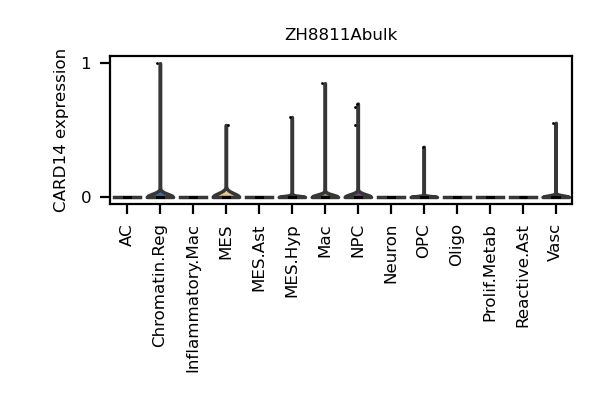 ZH8811Abulk
CARD14 expression
1
0
AC
Chromatin.Reg
Inflammatory.Mac
MES
MES.Ast
MES.Hyp
Mac
NPC
Neuron
OPC
Oligo
Prolif.Metab
Reactive.Ast
Vasc